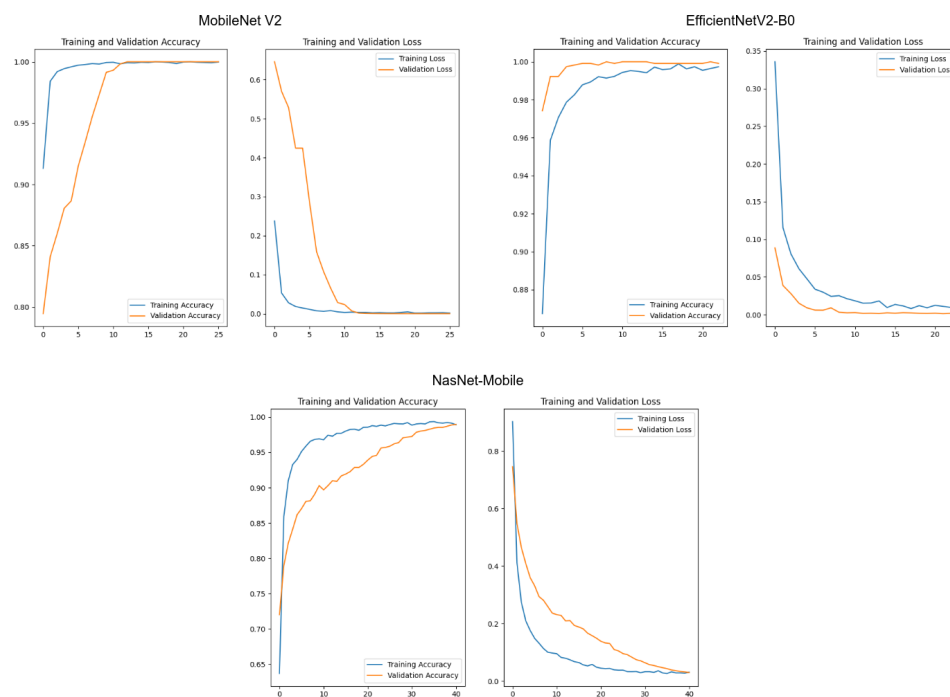 MobileNet V2
Training and Validation Accuracy
1.00
0.95
0.90
0.85
0.80
0 5 10 15 20 25
Training Accuracy
Validation Accuracy
Training and Validation Loss
0.6
0.5
0.4
0.3
0.2
0.1
0.0
0 5 10 15 20 25
Training Loss
Validation Loss
EfficientNetV2-B0
Training and Validation Accuracy
1.00
0.98
0.96
0.94
0.92
0.90
0.88
0 5 10 15 20
Training Accuracy
Validation Accuracy
Training and Validation Loss
0.35
0.30
0.25
0.20
0.15
0.10
0.05
0.00
0 5 10 15 20
Training Loss
Validation Loss
NasNet-Mobile
Training and Validation Accuracy
1.00
0.95
0.90
0.85
0.80
0.75
0.70
0.65
0 10 20 30 40
Training Accuracy
Validation Accuracy
Training and Validation Loss
0.8
0.6
0.4
0.2
0.0
0 10 20 30 40
Training Loss
Validation Loss